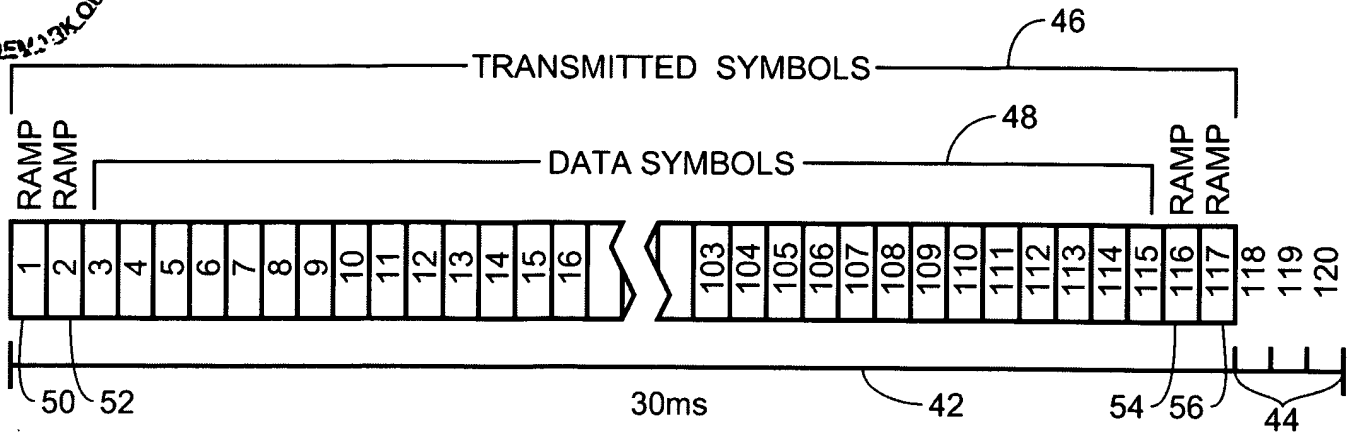 46
TRANSMITTED SYMBOLS
48
DATA SYMBOLS
RAMP RAMP RAMP RAMP
1 2 3 4 5 6 7 8 9 10 11 12 13 14 15 16 103 104 105 106 107 108 109 110 111 112 113 114 115 116 117 118 119 120
50 52 30ms 42 54 56 44